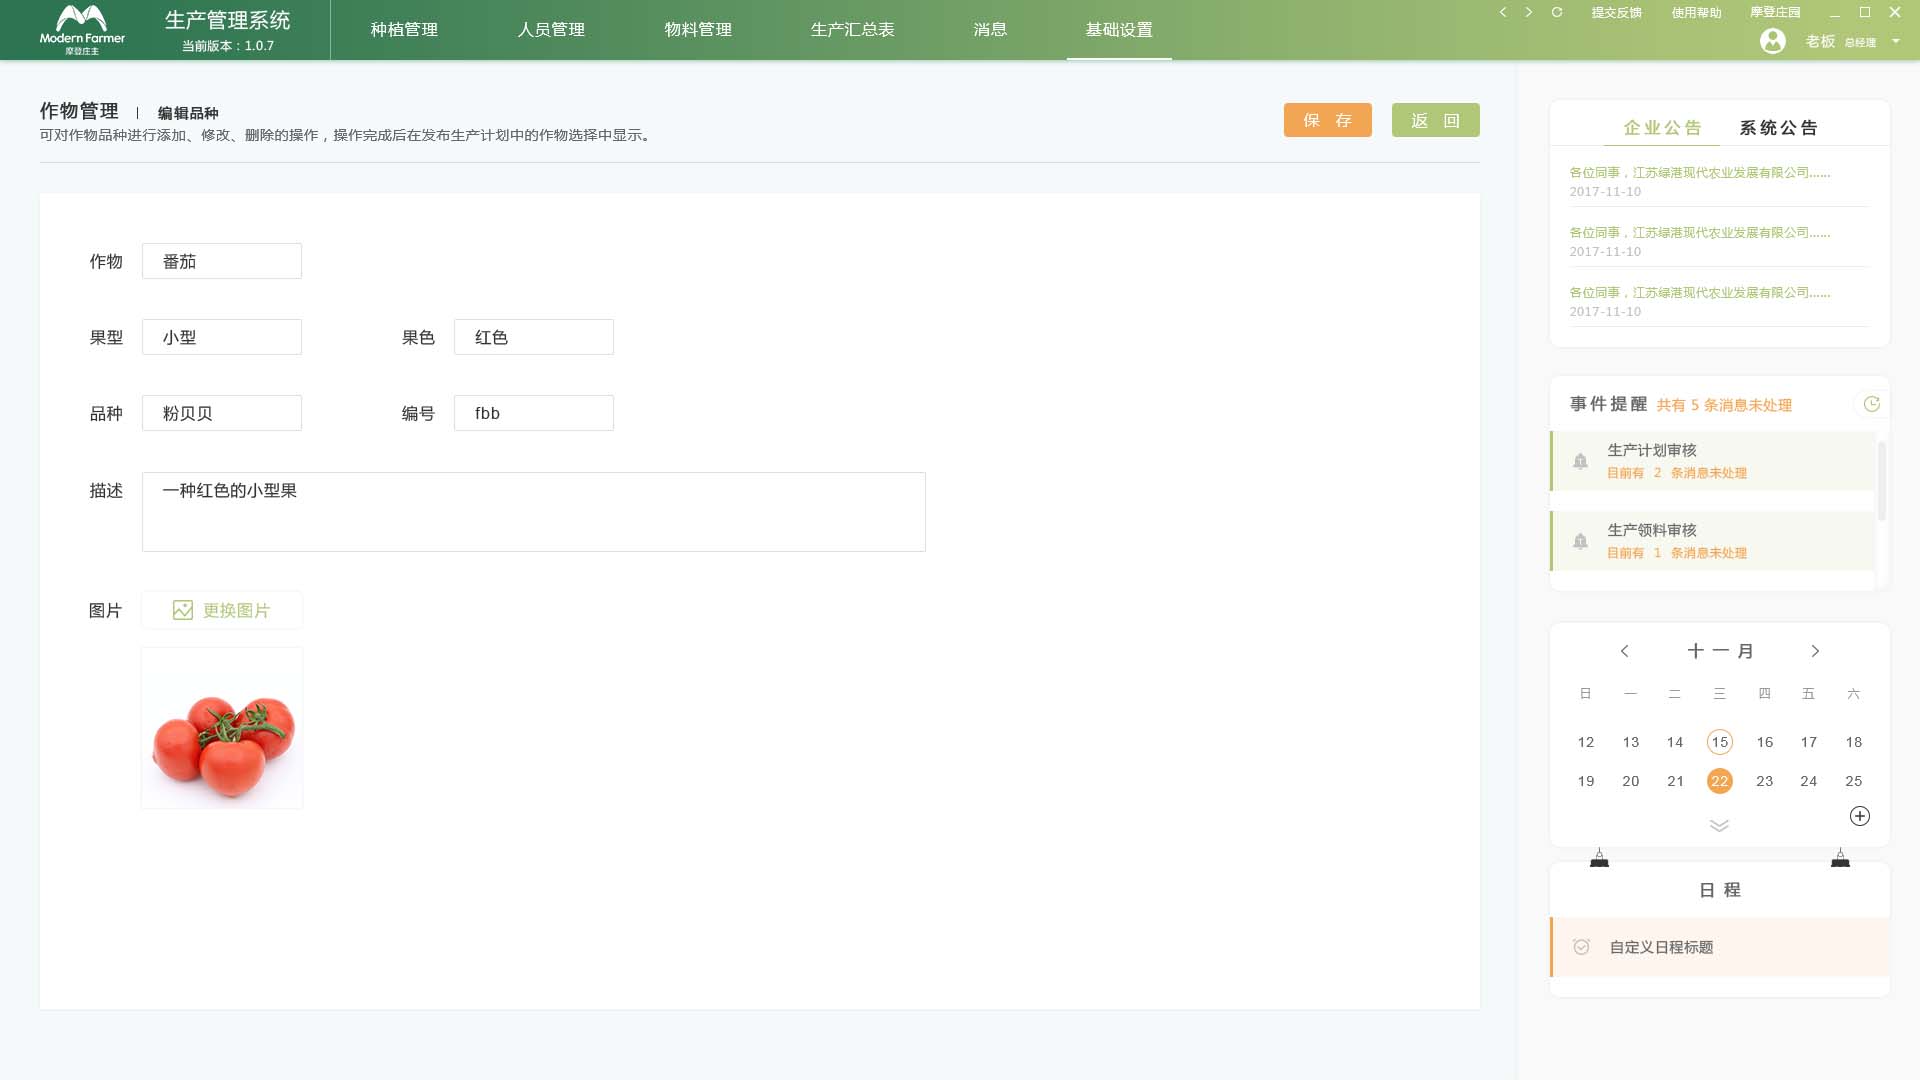 Modern Farmer
摩登庄主
生产管理系统
当前版本：1.0.7
种植管理
人员管理
物料管理
生产汇总表
消息
基础设置
提交反馈
使用帮助
摩登庄园
老板 总经理
作物管理 | 编辑品种
可对作物品种进行添加、修改、删除的操作，操作完成后在发布生产计划中的作物选择中显示。
保 存
返 回
作物 番茄
果型 小型
果色 红色
品种 粉贝贝
编号 fbb
描述 一种红色的小型果
图片 更换图片
企业公告 系统公告
各位同事，江苏绿港现代农业发展有限公司......
2017-11-10
各位同事，江苏绿港现代农业发展有限公司......
2017-11-10
各位同事，江苏绿港现代农业发展有限公司......
2017-11-10
事件提醒 共有 5 条消息未处理
生产计划审核
目前有 2 条消息未处理
生产领料审核
目前有 1 条消息未处理
十一月
日 一 二 三 四 五 六
12 13 14 15 16 17 18
19 20 21 22 23 24 25
日 程
自定义日程标题